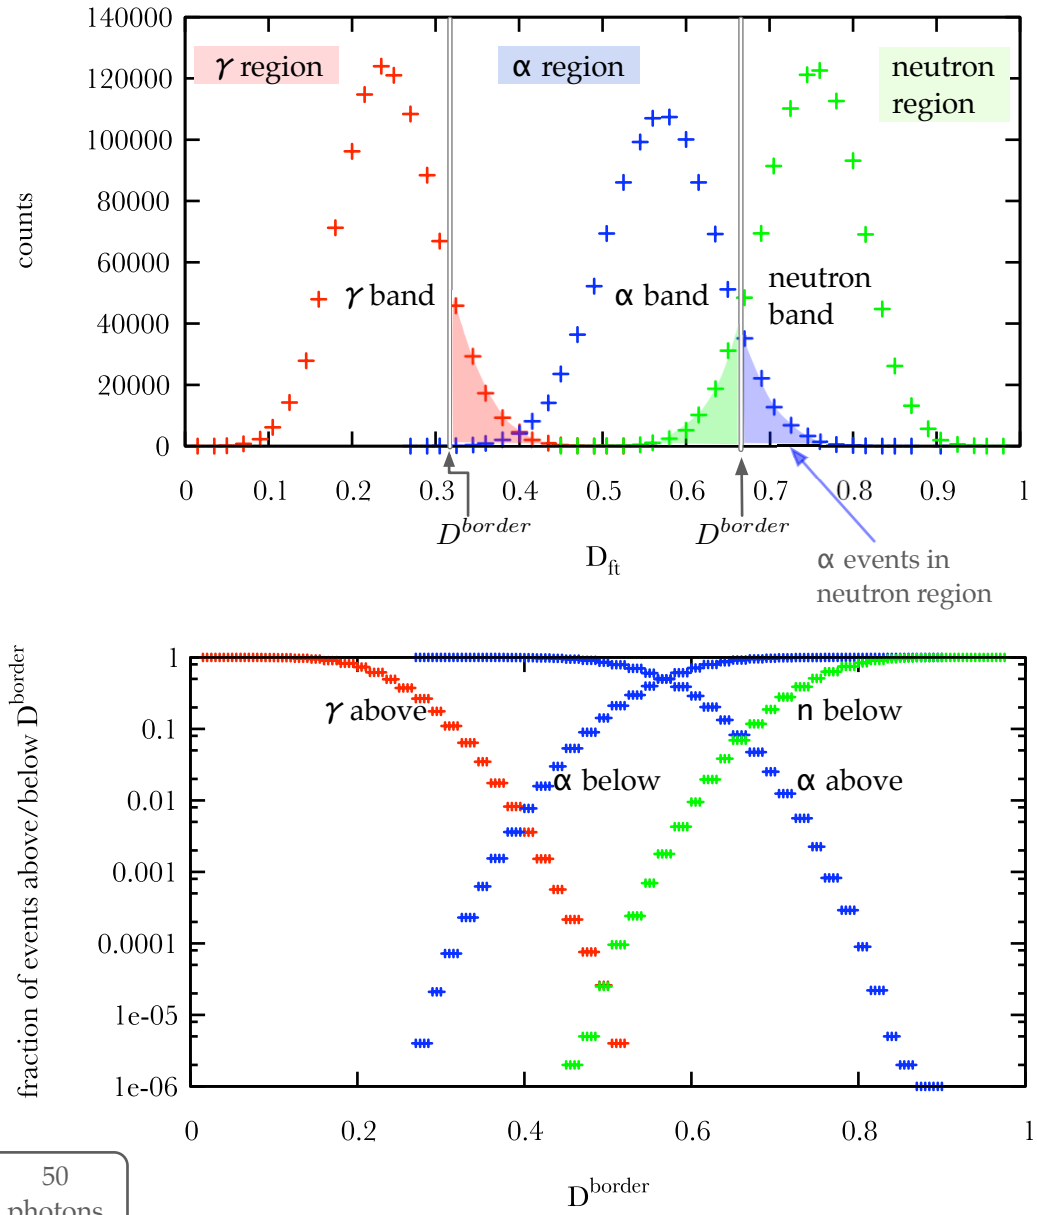 140000
120000
100000
80000
60000
40000
20000
0
counts
γ region
α region
neutron
region
γ band
α band
neutron
band
0 0.1 0.2 0.3 0.4 0.5 0.6 0.7 0.8 0.9 1
D^border
D^border
D_ft
α events in
neutron region
1
0.1
0.01
0.001
0.0001
1e-05
1e-06
fraction of events above/below D^border
γ above
α below
n below
α above
0 0.2 0.4 0.6 0.8 1
D^border
50
photons